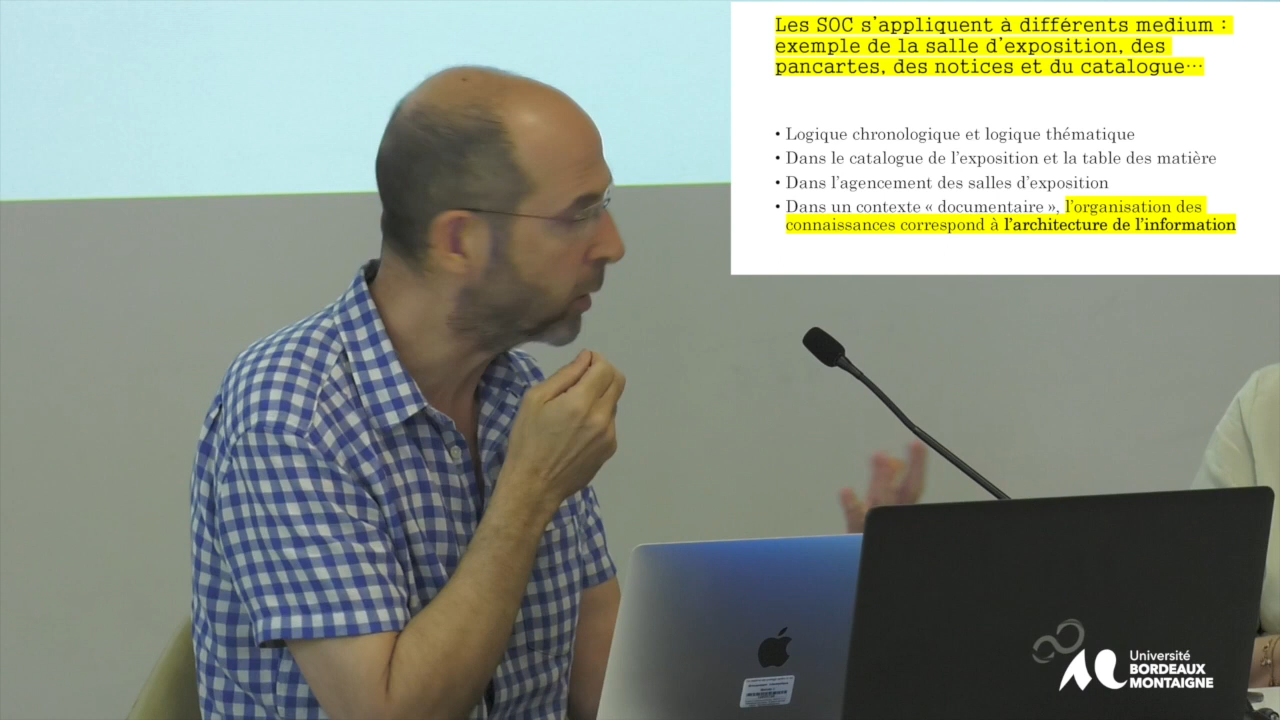 Les SOC s'appliquent à différents medium :
exemple de la salle d'exposition, des
pancartes, des notices et du catalogue…
• Logique chronologique et logique thématique
• Dans le catalogue de l'exposition et la table des matière
• Dans l'agencement des salles d'exposition
• Dans un contexte « documentaire », l'organisation des
connaissances correspond à l'architecture de l'information
Université
BORDEAUX
MONTAIGNE